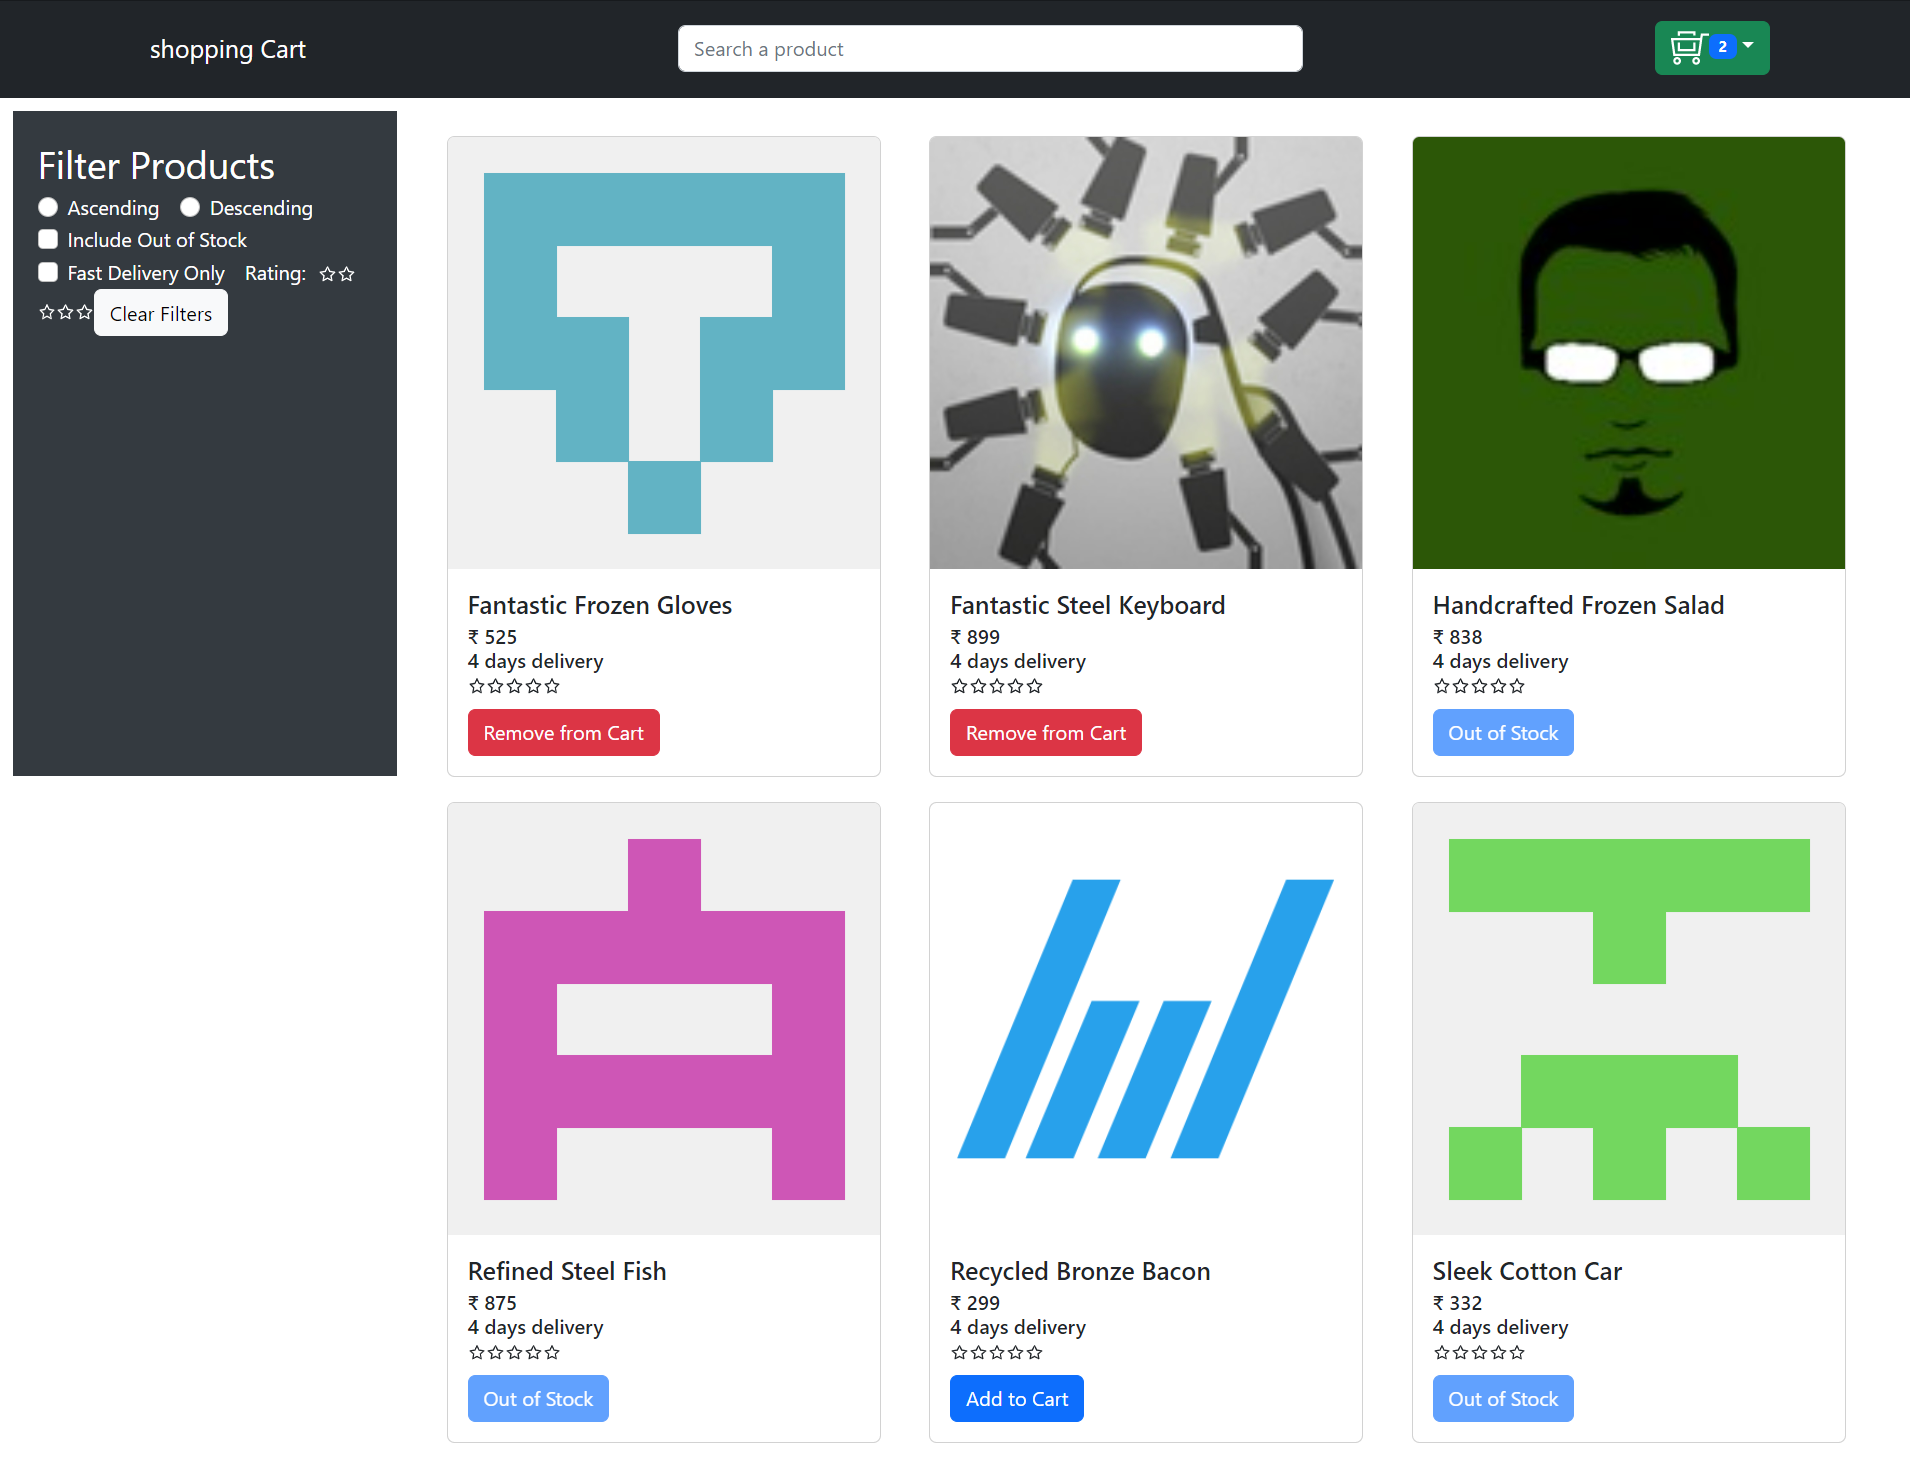 shopping Cart
Search a product
2
Filter Products
Ascending Descending
Include Out of Stock
Fast Delivery Only Rating: ☆☆
☆☆☆ Clear Filters
Fantastic Frozen Gloves
₹ 525
4 days delivery
☆☆☆☆☆
Remove from Cart
Fantastic Steel Keyboard
₹ 899
4 days delivery
☆☆☆☆☆
Remove from Cart
Handcrafted Frozen Salad
₹ 838
4 days delivery
☆☆☆☆☆
Out of Stock
Refined Steel Fish
₹ 875
4 days delivery
☆☆☆☆☆
Out of Stock
Recycled Bronze Bacon
₹ 299
4 days delivery
☆☆☆☆☆
Add to Cart
Sleek Cotton Car
₹ 332
4 days delivery
☆☆☆☆☆
Out of Stock